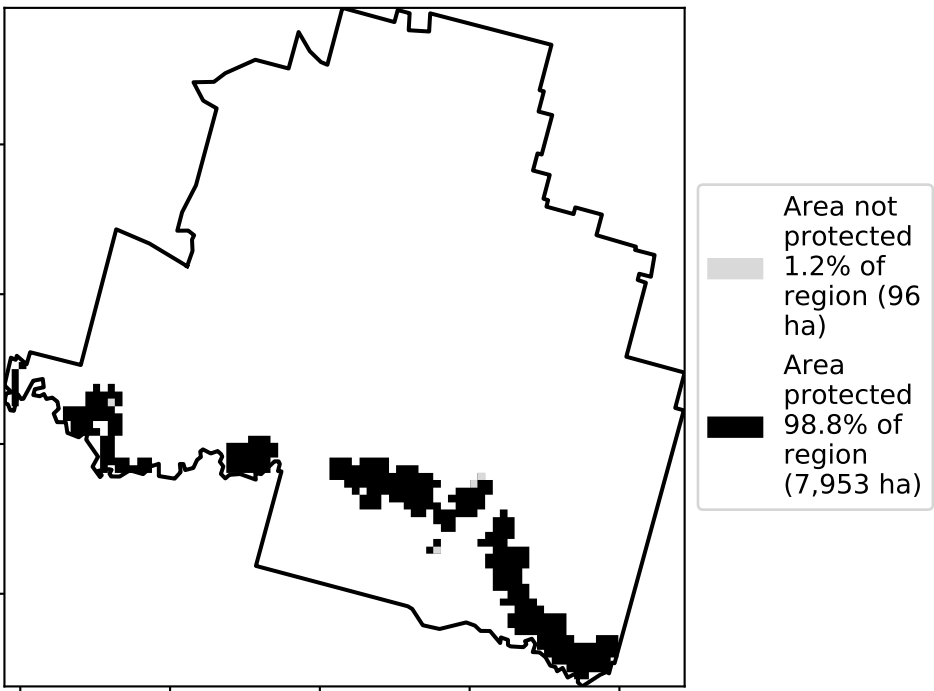 Area not
protected
1.2% of
region (96
ha)
Area
protected
98.8% of
region
(7,953 ha)